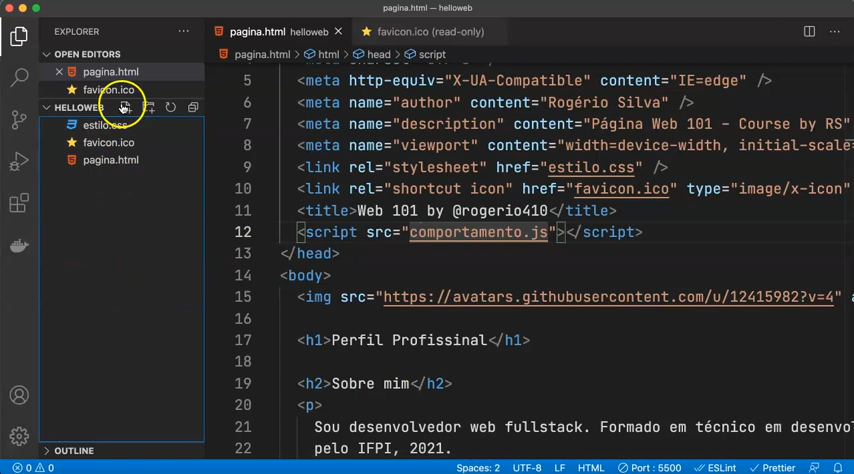 pagina.html — helloweb
EXPLORER
OPEN EDITORS
pagina.html
favicon.ico
HELLOWEB
estilo.css
favicon.ico
pagina.html
OUTLINE
pagina.html helloweb
favicon.ico (read-only)
pagina.html > html > head > script
5 <meta http-equiv="X-UA-Compatible" content="IE=edge" />
6 <meta name="author" content="Rogério Silva" />
7 <meta name="description" content="Página Web 101 - Course by RS"
8 <meta name="viewport" content="width=device-width, initial-scale=
9 <link rel="stylesheet" href="estilo.css" />
10 <link rel="shortcut icon" href="favicon.ico" type="image/x-icon"
11 <title>Web 101 by @rogerio410</title>
12 <script src="comportamento.js"></script>
13 </head>
14 <body>
15 <img src="https://avatars.githubusercontent.com/u/12415982?v=4" a
16
17 <h1>Perfil Profissinal</h1>
18
19 <h2>Sobre mim</h2>
20 <p>
21 Sou desenvolvedor web fullstack. Formado em técnico em desenvo
22 pelo IFPI, 2021.
0 0 Spaces: 2 UTF-8 LF HTML Port : 5500 ESLint Prettier